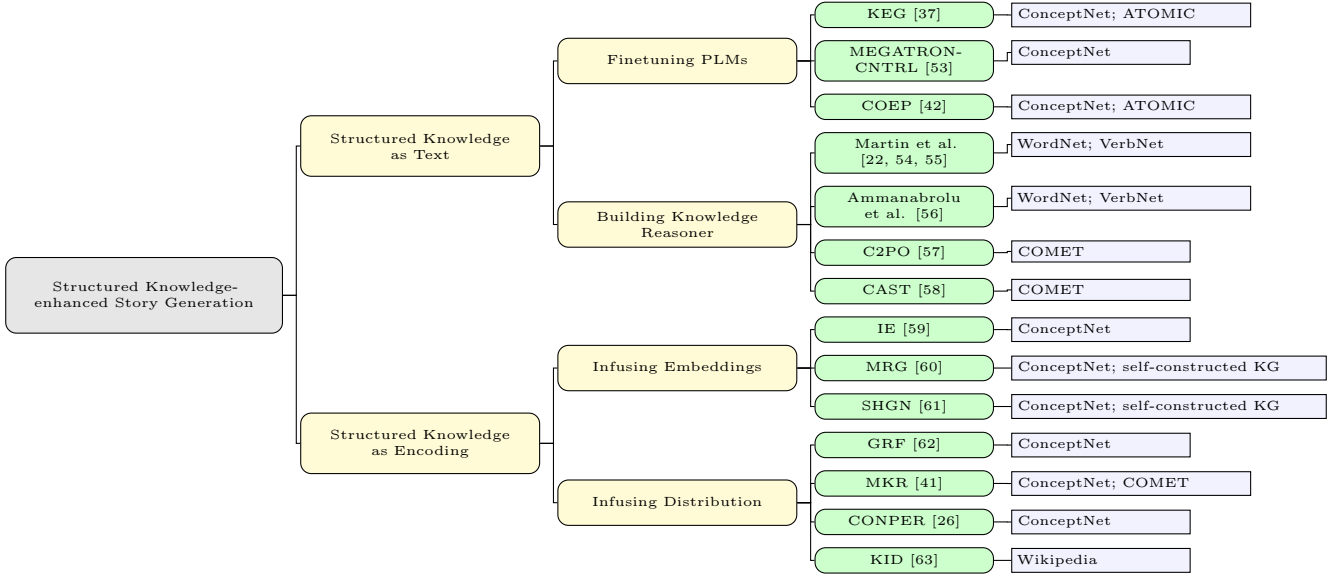 Structured Knowledge-
enhanced Story Generation
Structured Knowledge
as Text
Finetuning PLMs
KEG [37]
ConceptNet; ATOMIC
MEGATRON-
CNTRL [53]
ConceptNet
COEP [42]
ConceptNet; ATOMIC
Building Knowledge
Reasoner
Martin et al.
[22, 54, 55]
WordNet; VerbNet
Ammanabrolu
et al. [56]
WordNet; VerbNet
C2PO [57]
COMET
CAST [58]
COMET
Structured Knowledge
as Encoding
Infusing Embeddings
IE [59]
ConceptNet
MRG [60]
ConceptNet; self-constructed KG
SHGN [61]
ConceptNet; self-constructed KG
Infusing Distribution
GRF [62]
ConceptNet
MKR [41]
ConceptNet; COMET
CONPER [26]
ConceptNet
KID [63]
Wikipedia